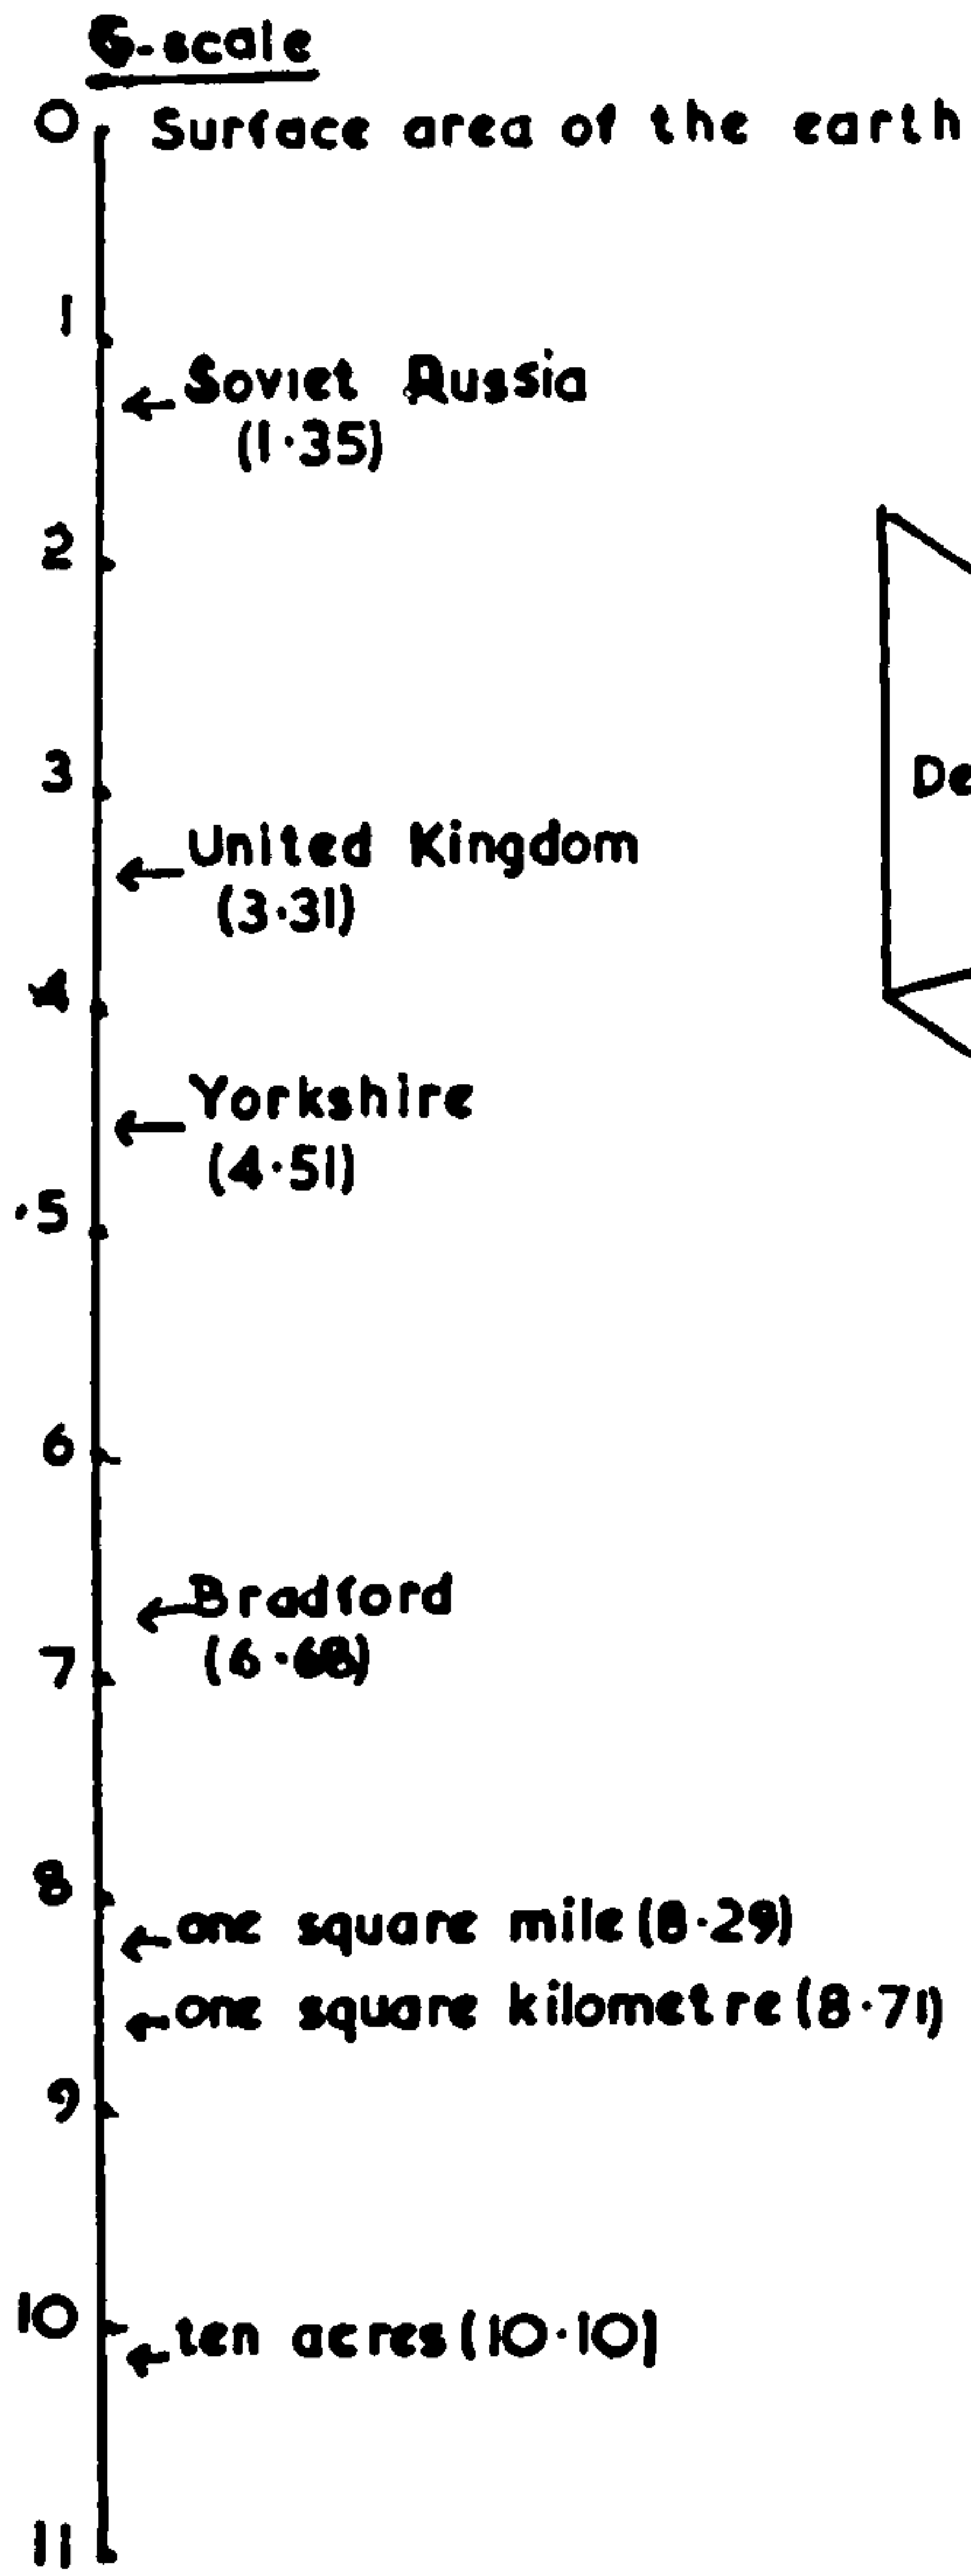 G-scale
0 Surface area of the earth
1
Soviet Russia
(1·35)
2
3
De
United Kingdom
(3·31)
4
Yorkshire
(4·51)
·5
6
Bradford
(6·68)
7
8
one square mile (8·29)
one square kilometre (8·71)
9
10
ten acres (10·10)
11